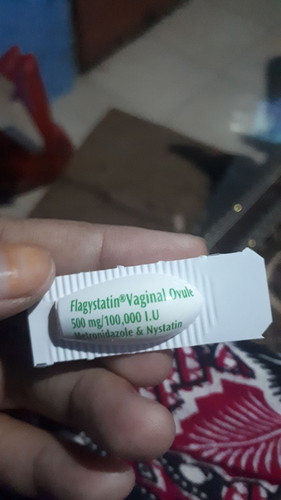 Flagystatin® Vaginal Ovule
500 mg/100,000 I.U
Metronidazole & Nystatin